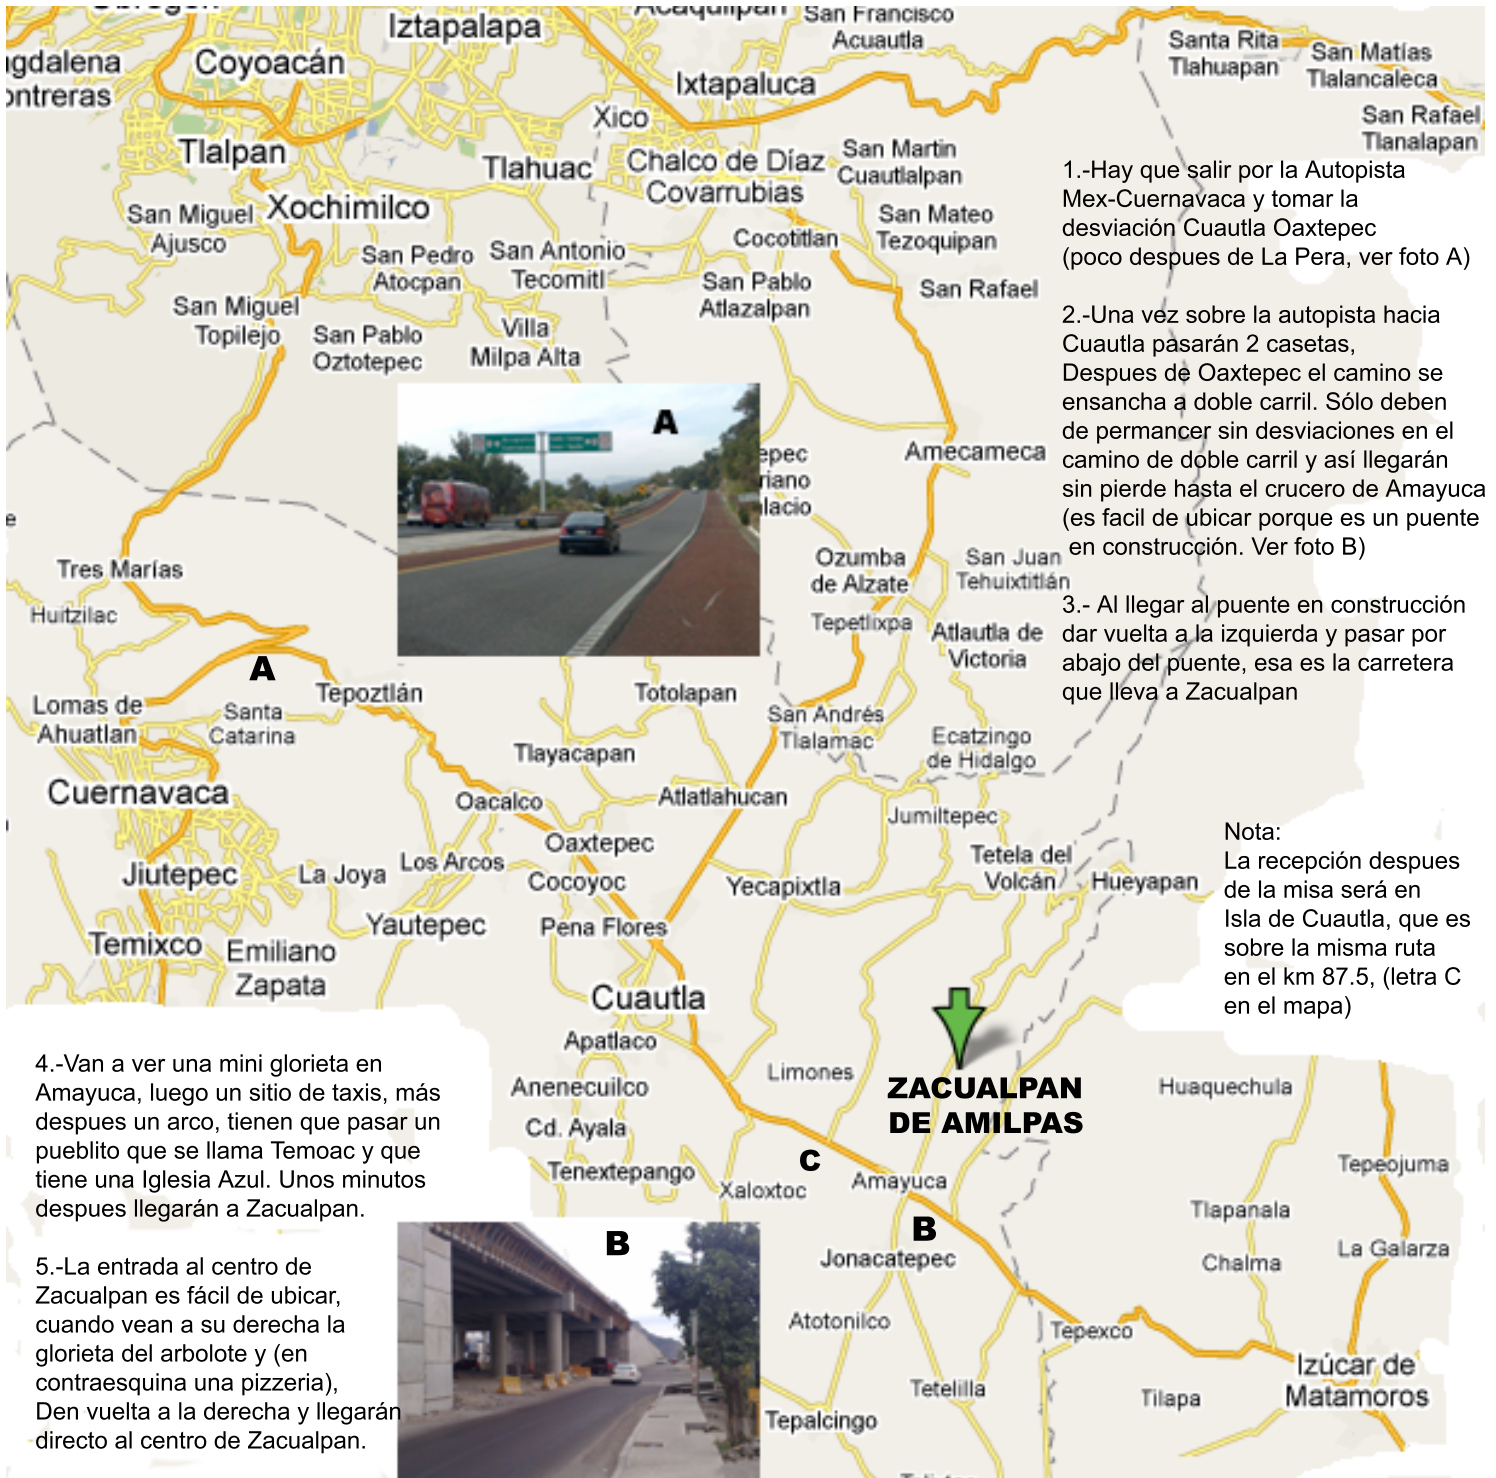 Iztapalapa
San Francisco
Acuautla
Santa Rita
Tlahuapan
San Matías
Tlalancaleca
Coyoacán
Ixtapaluca
Xico
San Rafael
Tlanalapan
Tlalpan
Tlahuac
Chalco de Díaz
Covarrubias
San Martin
Cuautlalpan
San Miguel
Ajusco
Xochimilco
San Pedro
Atocpan
San Antonio
Tecomitl
Cocotitlan
San Mateo
Tezoquipan
San Pablo
Atlazalpan
San Rafael
San Miguel
Topilejo
San Pablo
Oztotepec
Villa
Milpa Alta
1.-Hay que salir por la Autopista
Mex-Cuernavaca y tomar la
desviación Cuautla Oaxtepec
(poco despues de La Pera, ver foto A)
2.-Una vez sobre la autopista hacia
Cuautla pasarán 2 casetas,
Despues de Oaxtepec el camino se
ensancha a doble carril. Sólo deben
de permancer sin desviaciones en el
camino de doble carril y así llegarán
sin pierde hasta el crucero de Amayuca
(es facil de ubicar porque es un puente
en construcción. Ver foto B)
3.- Al llegar al puente en construcción
dar vuelta a la izquierda y pasar por
abajo del puente, esa es la carretera
que lleva a Zacualpan
A
Amecameca
Tres Marías
Huitzilac
Ozumba
de Alzate
San Juan
Tehuixtitlán
Tepetlixpa
Atlautla de
Victoria
A
Lomas de
Ahuatlan
Santa
Catarina
Tepoztlán
Totolapan
San Andrés
Tlalamac
Ecatzingo
de Hidalgo
Tlayacapan
Cuernavaca
Oacalco
Atlatlahucan
Jumiltepec
Oaxtepec
Jiutepec
La Joya
Los Arcos
Cocoyoc
Yecapixtla
Tetela del
Volcán
Hueyapan
Yautepec
Pena Flores
Temixco
Emiliano
Zapata
Cuautla
Nota:
La recepción despues
de la misa será en
Isla de Cuautla, que es
sobre la misma ruta
en el km 87.5, (letra C
en el mapa)
Apatlaco
Anenecuilco
Limones
ZACUALPAN
DE AMILPAS
Huaquechula
Cd. Ayala
Tenextepango
C
Xaloxtoc
Amayuca
Tepeojuma
Tlapanala
B
Jonacatepec
Chalma
La Galarza
Atotonilco
Tepexco
Izúcar de
Matamoros
Tetelilla
Tilapa
Tepalcingo
4.-Van a ver una mini glorieta en
Amayuca, luego un sitio de taxis, más
despues un arco, tienen que pasar un
pueblito que se llama Temoac y que
tiene una Iglesia Azul. Unos minutos
despues llegarán a Zacualpan.
5.-La entrada al centro de
Zacualpan es fácil de ubicar,
cuando vean a su derecha la
glorieta del arbolote y (en
contraesquina una pizzeria),
Den vuelta a la derecha y llegarán
directo al centro de Zacualpan.
B